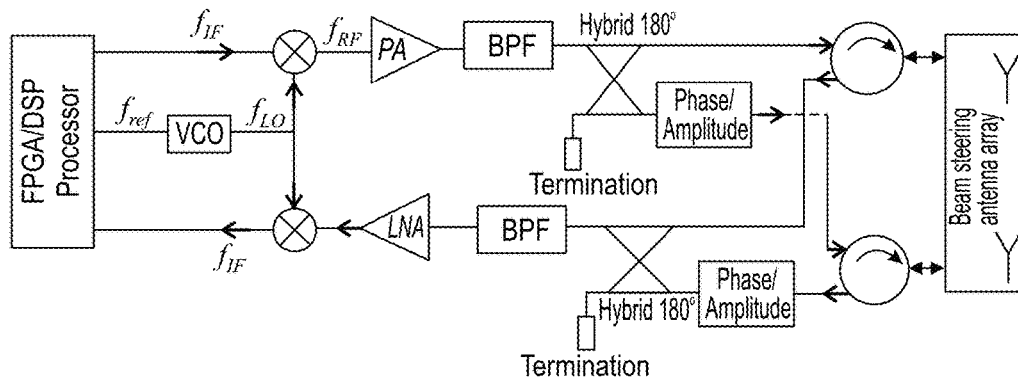 FPGA/DSP
Processor
f_IF
f_RF
PA
BPF
Hybrid 180°
f_ref
VCO
f_LO
Phase/
Amplitude
Termination
Beam steering
antenna array
f_IF
LNA
BPF
Hybrid 180°
Phase/
Amplitude
Termination